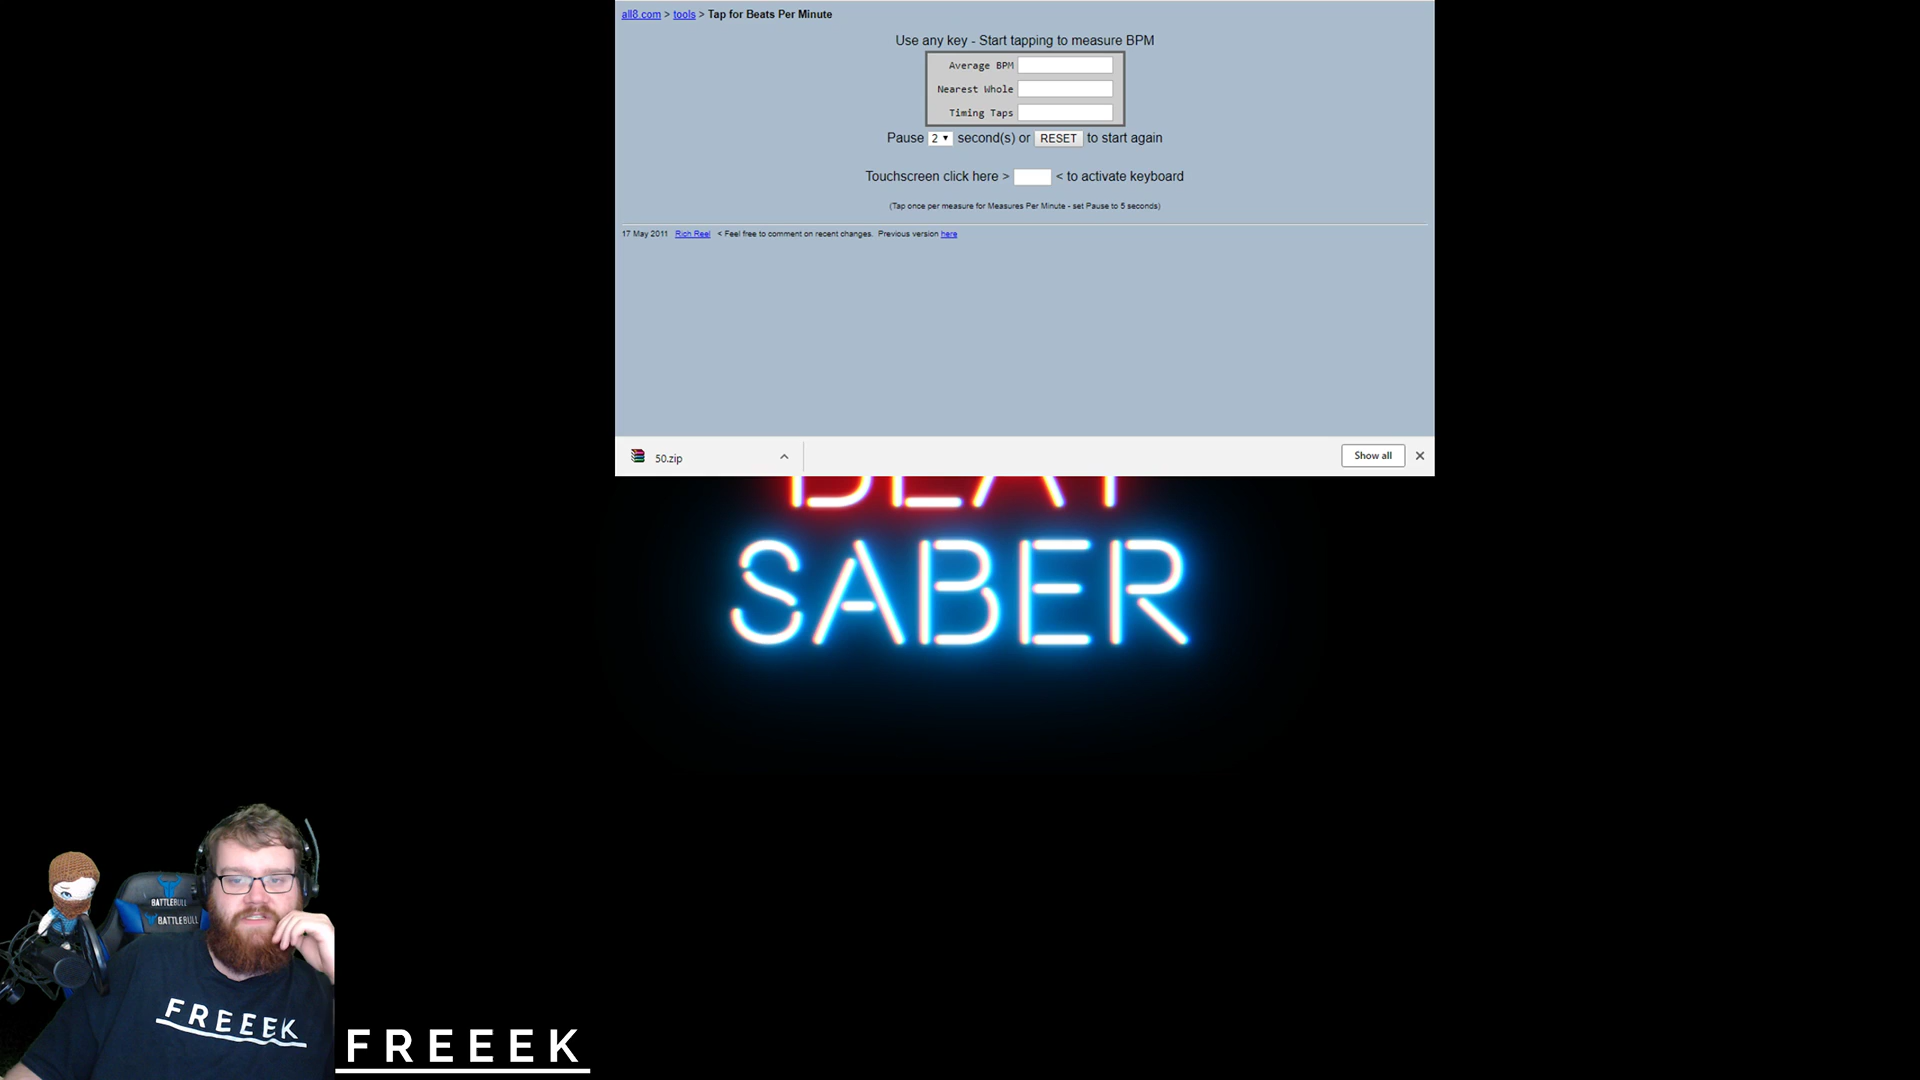 all8.com > tools > Tap for Beats Per Minute
Use any key - Start tapping to measure BPM
Average BPM
Nearest Whole
Timing Taps
Pause 2 second(s) or RESET to start again
Touchscreen click here > < to activate keyboard
(Tap once per measure for Measures Per Minute - set Pause to 5 seconds)
17 May 2011 Rich Reel < Feel free to comment on recent changes. Previous version here
50.zip
Show all
BEAT
SABER
BATTLEBULL
BATTLEBULL
FREEEK
FREEEK